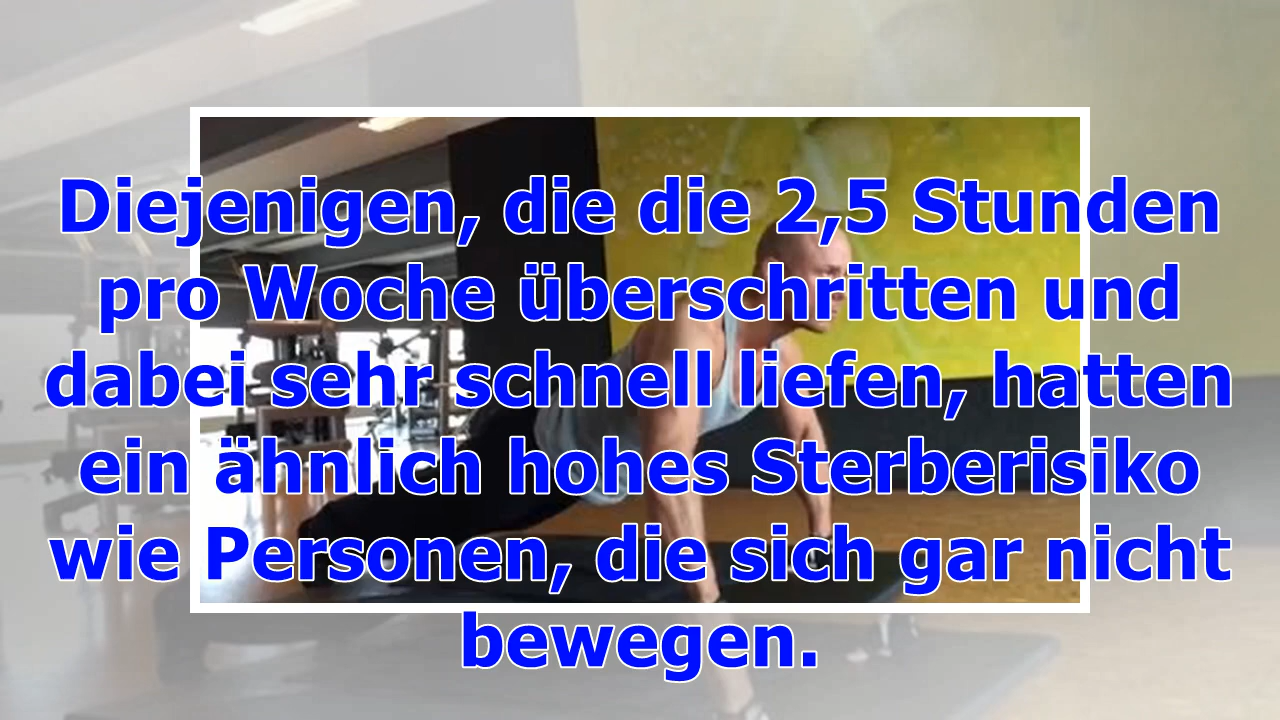 Diejenigen, die die 2,5 Stunden
pro Woche überschritten und
dabei sehr schnell liefen, hatten
ein ähnlich hohes Sterberisiko
wie Personen, die sich gar nicht
bewegen.